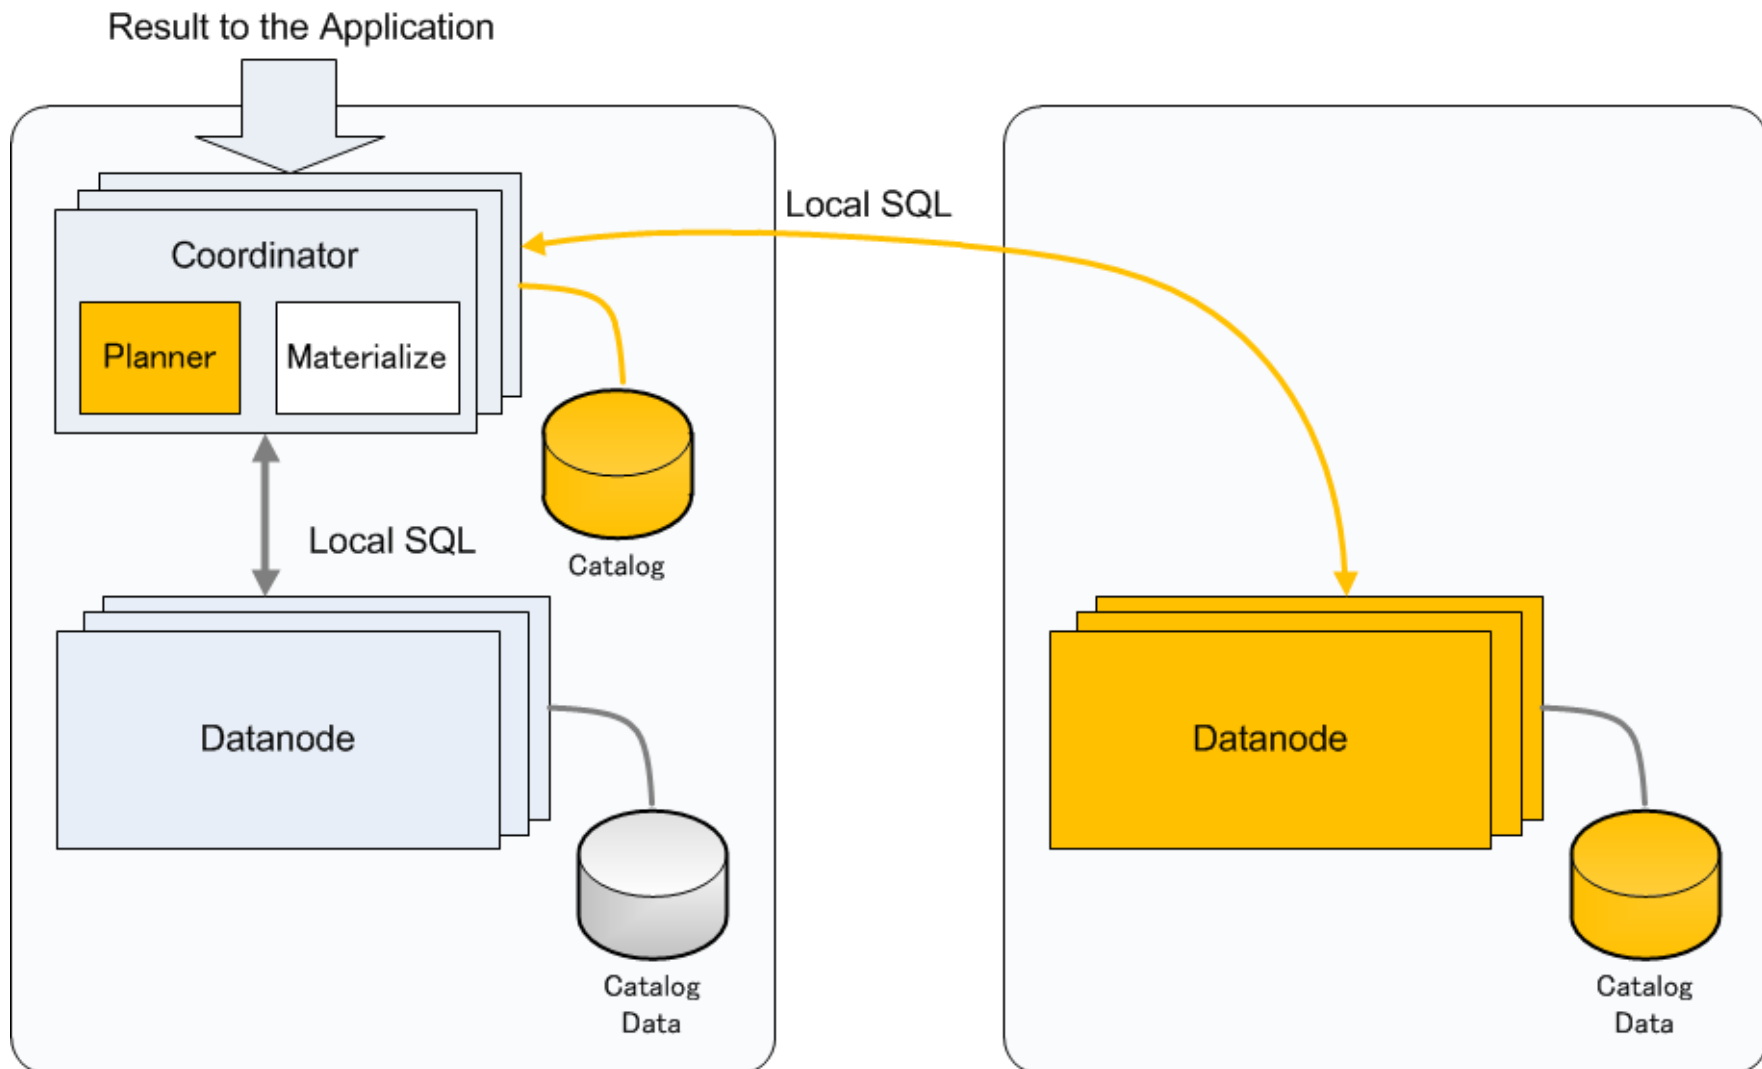 Result to the Application
Local SQL
Coordinator
Planner
Materialize
Local SQL
Catalog
Datanode
Datanode
Catalog
Data
Catalog
Data